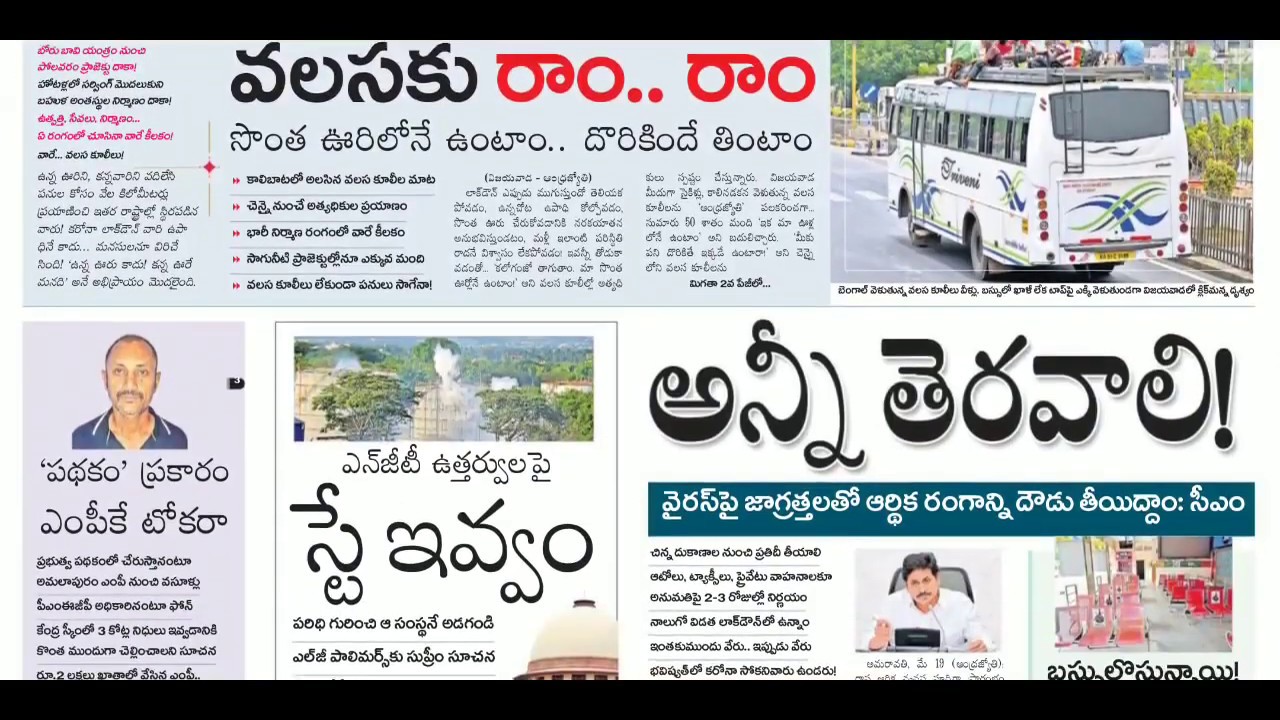 బోరు బావి యంత్రం నుంచి
పోలవరం ప్రాజెక్టు దాకా!
హోటళ్లలో సర్వింగ్ మొదలుకుని
బహుళ అంతస్తుల నిర్మాణం దాకా!
ఉత్పత్తి, సేవలు, నిర్మాణం...
ఏ రంగంలో చూసినా వారే కీలకం!
వారే... వలస కూలీలు!
ఉన్న ఊరిని, కన్నవారిని వదిలేసి
పనుల కోసం వేల కిలోమీటర్లు
ప్రయాణించి ఇతర రాష్ట్రాల్లో స్థిరపడిన
వారు! కరోనా లాక్‌డౌన్ వారి ఉపా
ధినే కాదు... మనసులనూ విరిచే
సింది! ‘ఉన్న ఊరు కాదు! కన్న ఊరే
మనది’ అనే అభిప్రాయం మొదలైంది.
వలసకు రాం.. రాం
సొంత ఊరిలోనే ఉంటాం.. దొరికిందే తింటాం
కాలిబాటలో అలసిన వలస కూలీల మాట
చెన్నై నుంచే అత్యధికుల ప్రయాణం
భారీ నిర్మాణ రంగంలో వారే కీలకం
సాగునీటి ప్రాజెక్టుల్లోనూ ఎక్కువ మంది
వలస కూలీలు లేకుండా పనులు సాగేనా!
(విజయవాడ - ఆంధ్రజ్యోతి)
లాక్‌డౌన్ ఎప్పుడు ముగుస్తుందో తెలియక
పోవడం, ఉన్నచోట ఉపాధి కోల్పోవడం,
సొంత ఊరు చేరుకోవడానికి నరకయాతన
అనుభవిస్తుండటం, మళ్లీ ఇలాంటి పరిస్థితి
రాదనే విశ్వాసం లేకపోవడం! ఇవన్నీ తోడుకా
వడంతో.. ‘కలోగంజో తాగుతాం. మా సొంత
ఊర్లోనే ఉంటాం!’ అని వలస కూలీల్లో అత్యధి
కులు స్పష్టం చేస్తున్నారు. విజయవాడ
మీదుగా సైకిళ్లు, కాలినడకన వెళుతున్న వలస
కూలీలను ‘ఆంధ్రజ్యోతి’ పలకరించగా...
సుమారు 50 శాతం మంది ‘ఇక మా ఊళ్ల
లోనే ఉంటాం’ అని బదులిచ్చారు. ‘మీకు
పని దొరికితే ఇక్కడే ఉంటారా!’ అని చెన్నై
లోని వలస కూలీలను
మిగతా 2వ పేజీలో...
Triveni
బెంగాల్ వెళుతున్న వలస కూలీలు వీళ్లు. బస్సులో ఖాళీ లేక టాప్‌పై ఎక్కి వెళుతుండగా విజయవాడలో క్లిక్‌మన్న దృశ్యం
‘పథకం’ ప్రకారం
ఎంపీకే టోకరా
ప్రభుత్వ పథకంలో చేరుస్తానంటూ
అమలాపురం ఎంపీ నుంచి వసూళ్లు
పీఎంఈజీపీ అధికారినంటూ ఫోన్
కేంద్ర స్కీంలో 3 కోట్ల నిధులు ఇవ్వడానికి
కొంత ముందుగా చెల్లించాలని సూచన
రూ.2 లక్షలు ఖాతాలో వేసిన ఎంపీ..
ఎన్‌జీటీ ఉత్తర్వులపై
స్టే ఇవ్వం
పరిధి గురించి ఆ సంస్థనే అడగండి
ఎల్‌జీ పాలిమర్స్‌కు సుప్రీం సూచన
అన్నీ తెరవాలి!
వైరస్‌పై జాగ్రత్తలతో ఆర్థిక రంగాన్ని దౌడు తీయిద్దాం: సీఎం
చిన్న దుకాణాల నుంచి ప్రతిదీ తీయాలి
ఆటోలు, ట్యాక్సీలు, ప్రైవేటు వాహనాలకూ
అనుమతిపై 2-3 రోజుల్లో నిర్ణయం
నాలుగో విడత లాక్‌డౌన్‌లో ఉన్నాం
ఇంతకుముందు వేరు.. ఇప్పుడు వేరు
భవిష్యత్‌లో కరోనా సోకనివారు ఉండరు!
అమరావతి, మే 19 (ఆంధ్రజ్యోతి):
బస్సులొస్తున్నాయి!